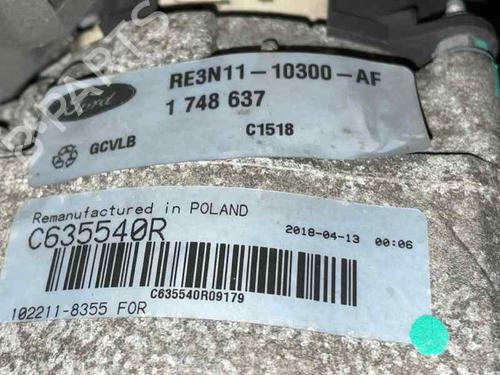 Ford
RE3N11-10300-AF
1 748 637
GCVLB
C1518
Remanufactured in POLAND
C635540R
2018-04-13 00:06
C635540R09179
102211-8355 FOR